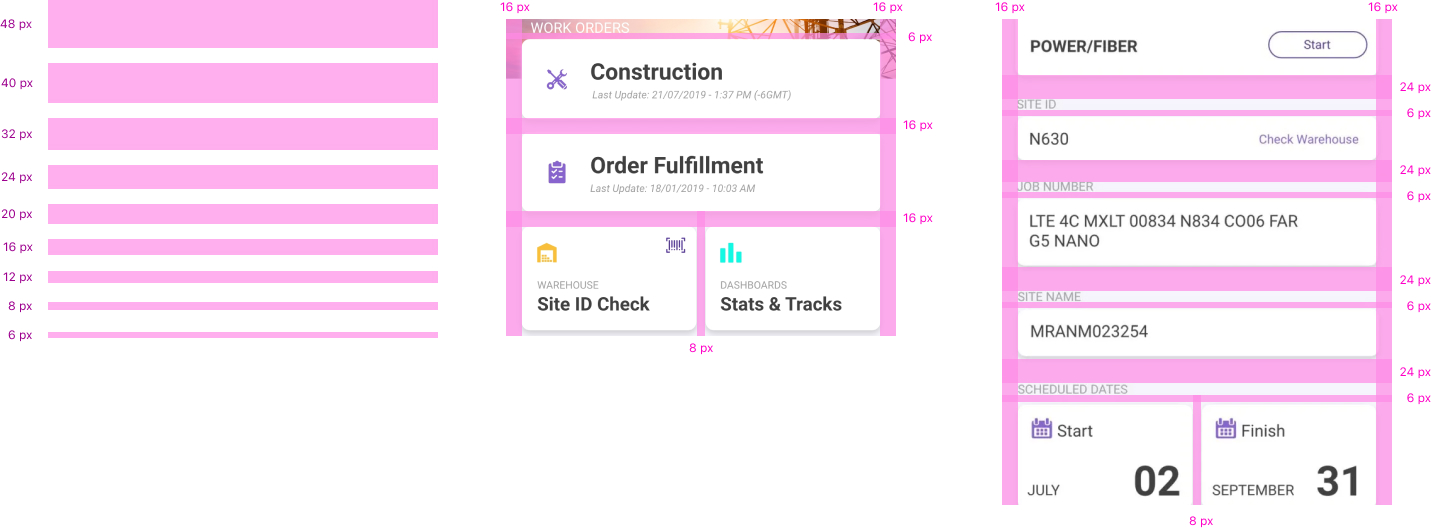 48 px
40 px
32 px
24 px
20 px
16 px
12 px
8 px
6 px
16 px
16 px
WORK ORDERS
6 px
Construction
Last Update: 21/07/2019 - 1:37 PM (-6GMT)
16 px
Order Fulfillment
Last Update: 18/01/2019 - 10:03 AM
16 px
WAREHOUSE
Site ID Check
DASHBOARDS
Stats & Tracks
8 px
16 px
16 px
POWER/FIBER
Start
24 px
SITE ID
6 px
N630
Check Warehouse
24 px
JOB NUMBER
6 px
LTE 4C MXLT 00834 N834 CO06 FAR
G5 NANO
24 px
SITE NAME
6 px
MRANM023254
24 px
SCHEDULED DATES
6 px
Start
Finish
JULY
02
SEPTEMBER
31
8 px